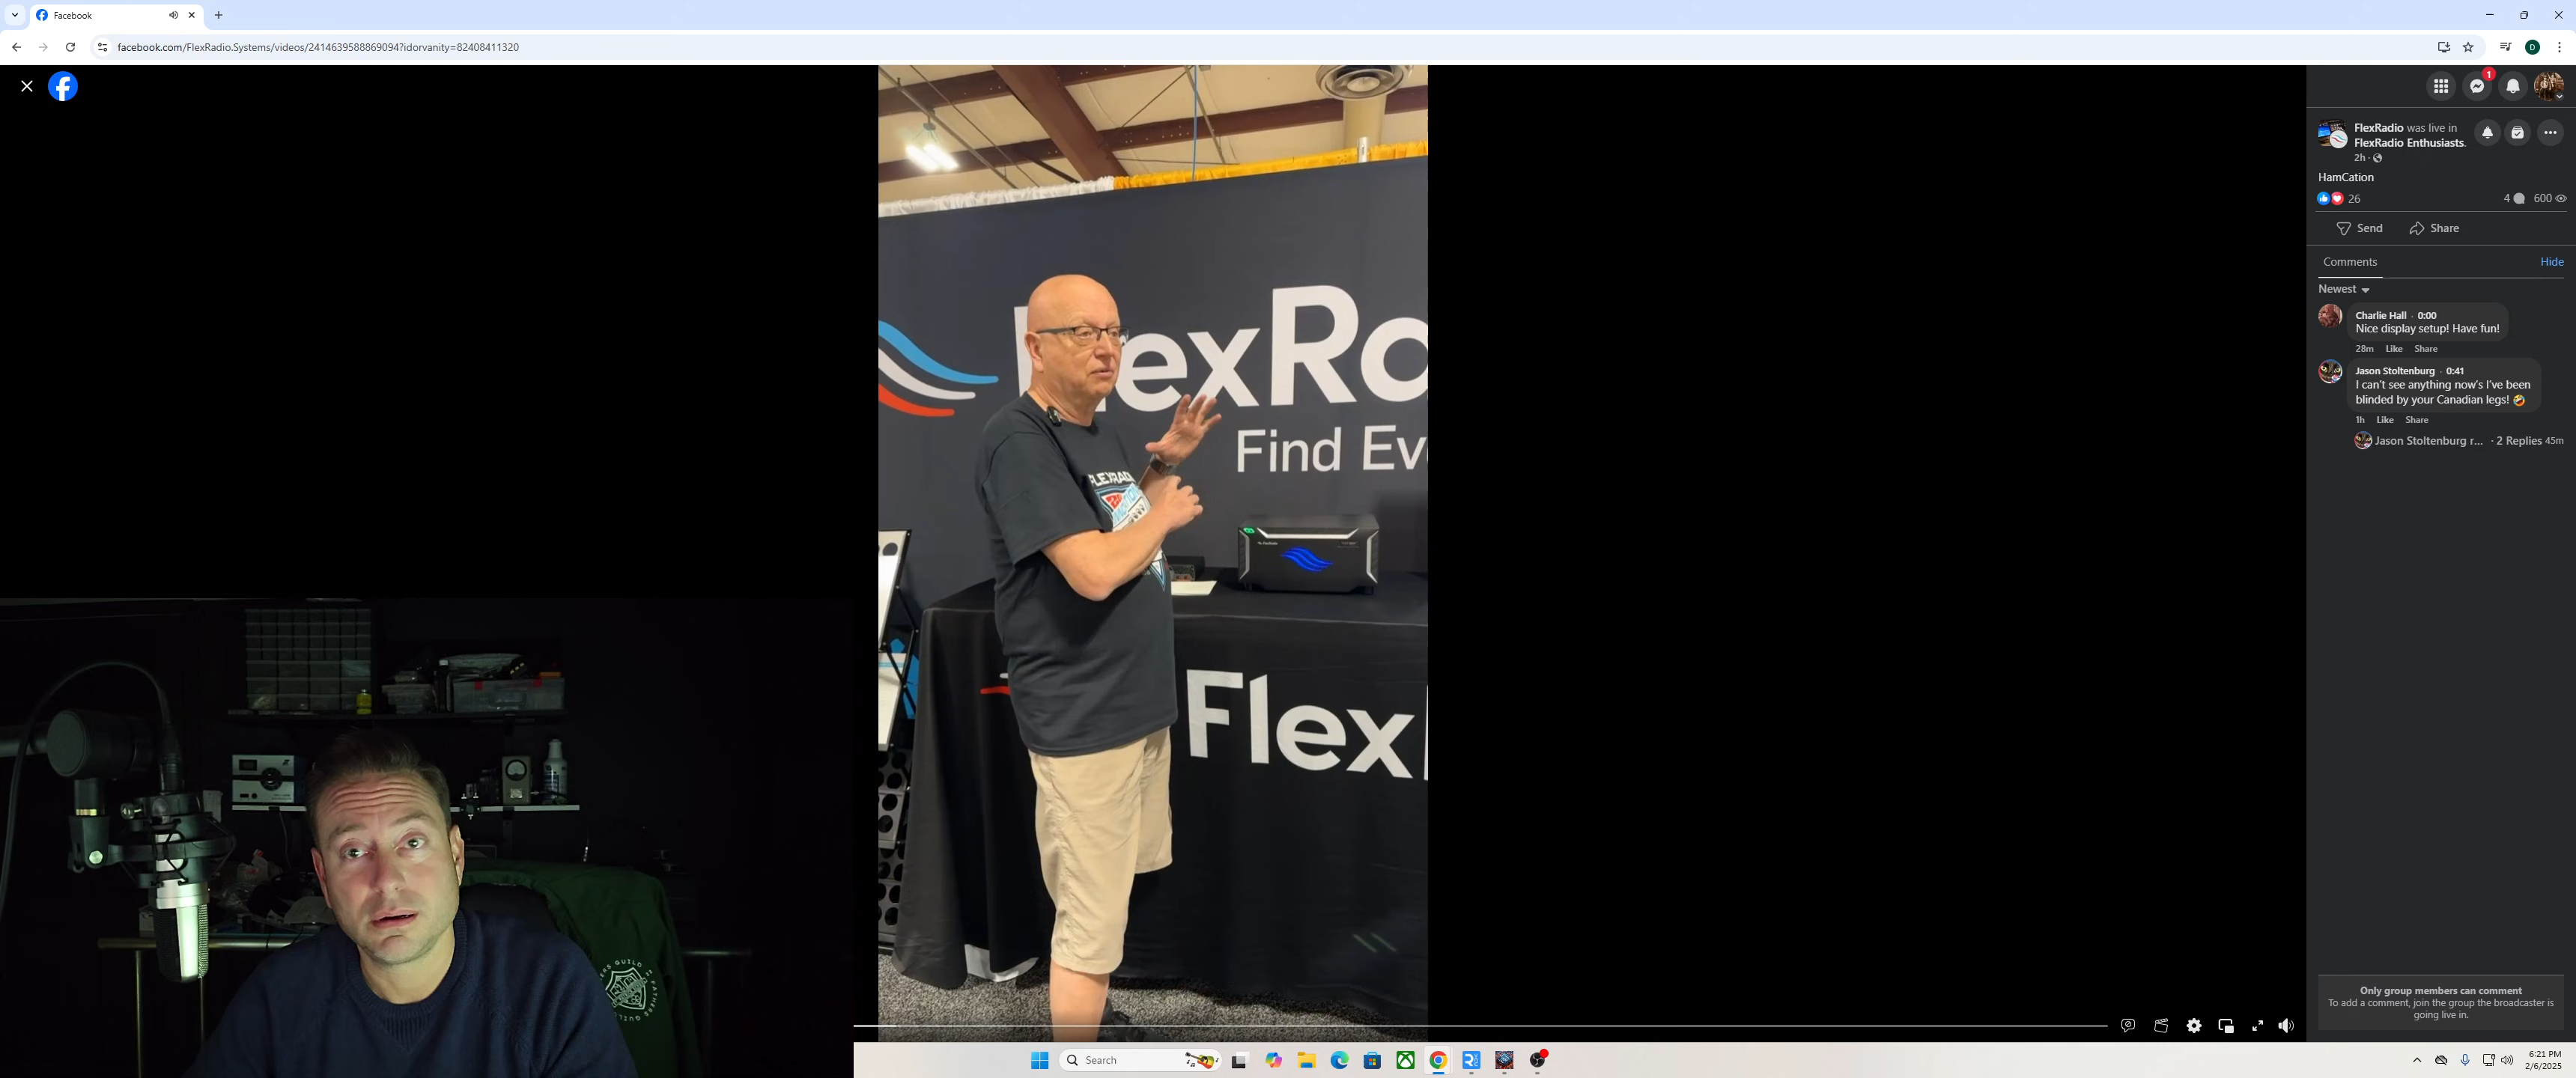 Facebook
facebook.com/FlexRadio.Systems/videos/2414639588869094?idorvanity=82408411320
D
1
FlexRadio was live in
FlexRadio Enthusiasts.
2h
HamCation
26
4
600
Send
Share
Comments
Hide
Newest
Charlie Hall · 0:00
Nice display setup! Have fun!
28m Like Share
Jason Stoltenburg · 0:41
I can't see anything now's I've been
blinded by your Canadian legs! 🤣
1h Like Share
Jason Stoltenburg r... · 2 Replies 45m
Only group members can comment
To add a comment, join the group the broadcaster is
going live in.
lexRa
Find Ev
Flex
GUILD
FATHERS
Search
6:21 PM
2/6/2025